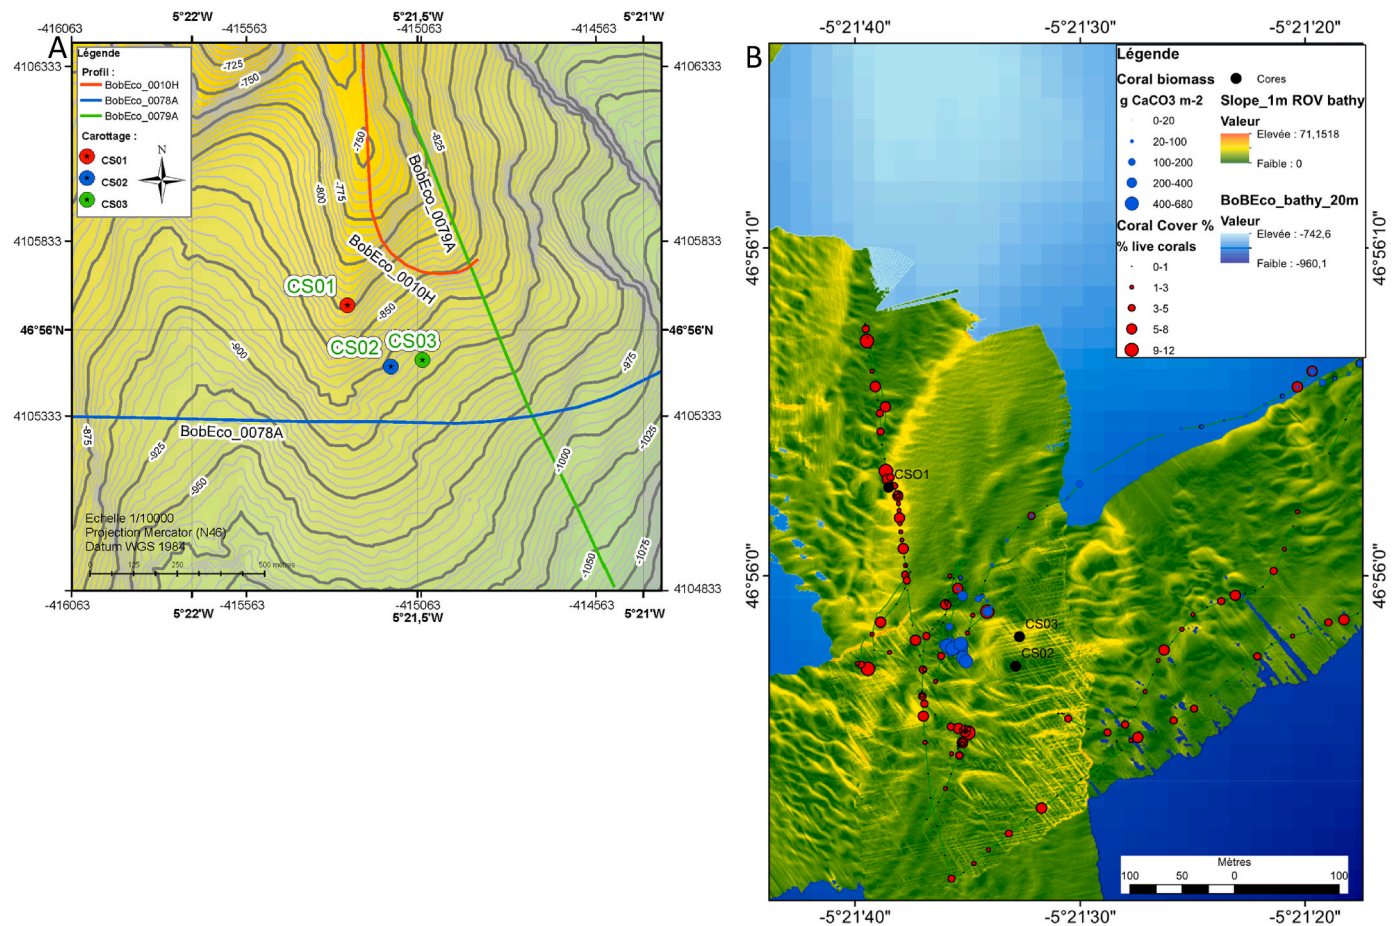 A
5°22'W
5°21,5'W
5°21'W
-416063
-415563
-415063
-414563
4106333
4105833
46°56'N
4105333
4106333
4105833
46°56'N
4105333
4104833
Légende
Profil :
BobEco_0010H
BobEco_0078A
BobEco_0079A
Carottage :
CS01
CS02
CS03
N
-725
-750
-750
-825
-800
-775
BobEco_0079A
BobEco_0010H
CS01
-850
CS02
CS03
-900
-975
BobEco_0078A
-875
-925
-950
-1000
-1025
-1050
-1075
Echelle 1/10000
Projection Mercator (N46)
Datum WGS 1984
0 125 250 500 mètres
-416063
-415563
-415063
-414563
5°22'W
5°21,5'W
5°21'W
B
-5°21'40"
-5°21'30"
-5°21'20"
46°56'10"
46°56'0"
46°56'10"
46°56'0"
Légende
Coral biomass
g CaCO3 m-2
0-20
20-100
100-200
200-400
400-680
Coral Cover %
% live corals
0-1
1-3
3-5
5-8
9-12
Cores
Slope_1m ROV bathy
Valeur
Elevée : 71,1518
Faible : 0
BoBEco_bathy_20m
Valeur
Elevée : -742,6
Faible : -960,1
CSO1
CS03
CS02
Mètres
100 50 0 100
-5°21'40"
-5°21'30"
-5°21'20"